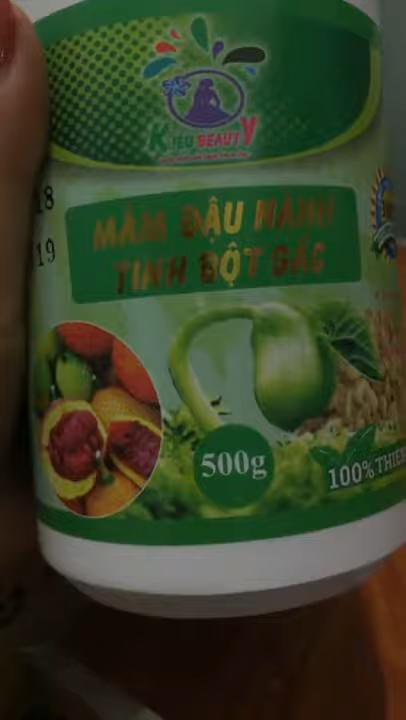 KIỀU BEAUTY
18
19
MẦM ĐẬU NÀNH
TINH BỘT GẤC
500g
100% THIÊN